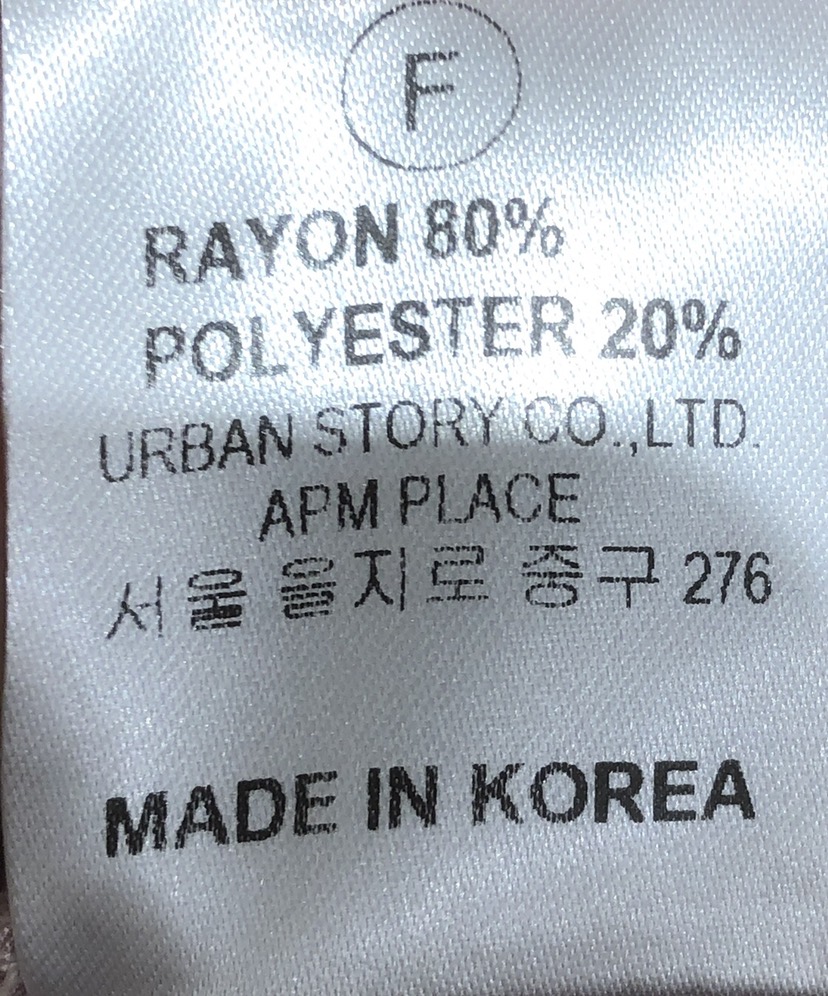 F
RAYON 80%
POLYESTER 20%
URBAN STORY CO.,LTD.
APM PLACE
서울 을지로 중구 276
MADE IN KOREA